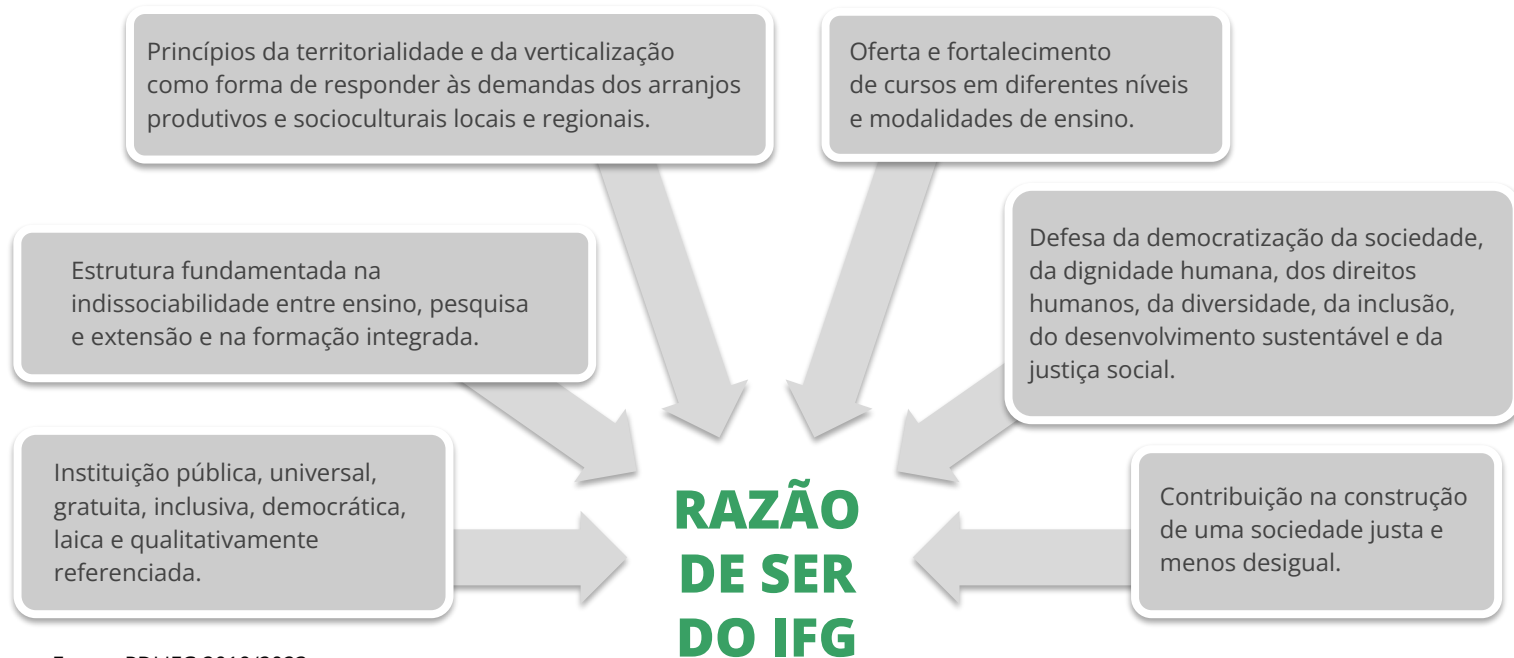 Princípios da territorialidade e da verticalização
como forma de responder às demandas dos arranjos
produtivos e socioculturais locais e regionais.
Oferta e fortalecimento
de cursos em diferentes níveis
e modalidades de ensino.
Estrutura fundamentada na
indissociabilidade entre ensino, pesquisa
e extensão e na formação integrada.
Defesa da democratização da sociedade,
da dignidade humana, dos direitos
humanos, da diversidade, da inclusão,
do desenvolvimento sustentável e da
justiça social.
Instituição pública, universal,
gratuita, inclusiva, democrática,
laica e qualitativamente
referenciada.
Contribuição na construção
de uma sociedade justa e
menos desigual.
RAZÃO
DE SER
DO IFG